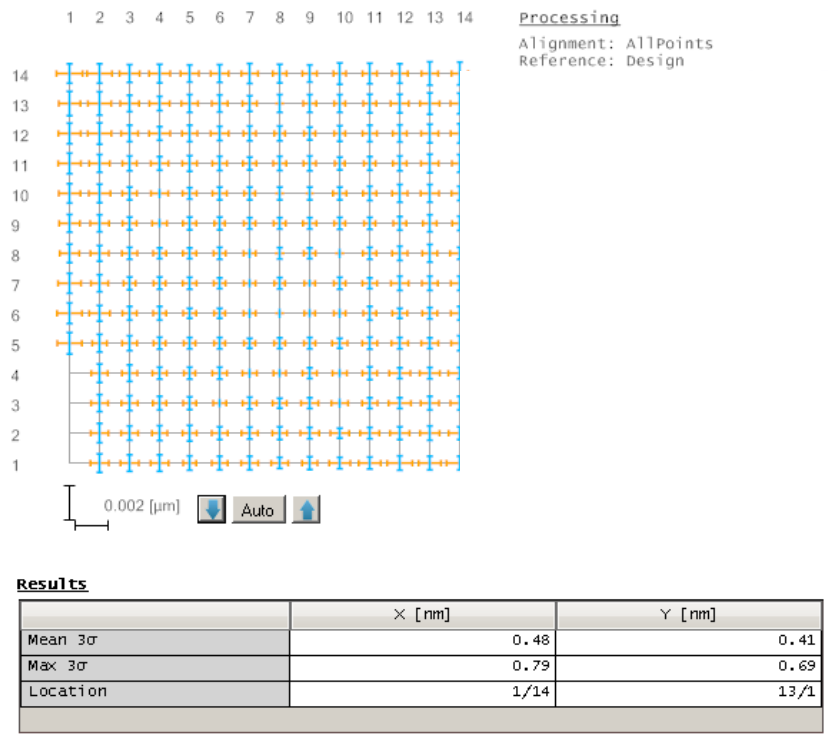 1 2 3 4 5 6 7 8 9 10 11 12 13 14
Processing
Alignment: AllPoints
Reference: Design
14
13
12
11
10
9
8
7
6
5
4
3
2
1
0.002 [µm] Auto
Results
X [nm] Y [nm]
Mean 3σ 0.48 0.41
Max 3σ 0.79 0.69
Location 1/14 13/1